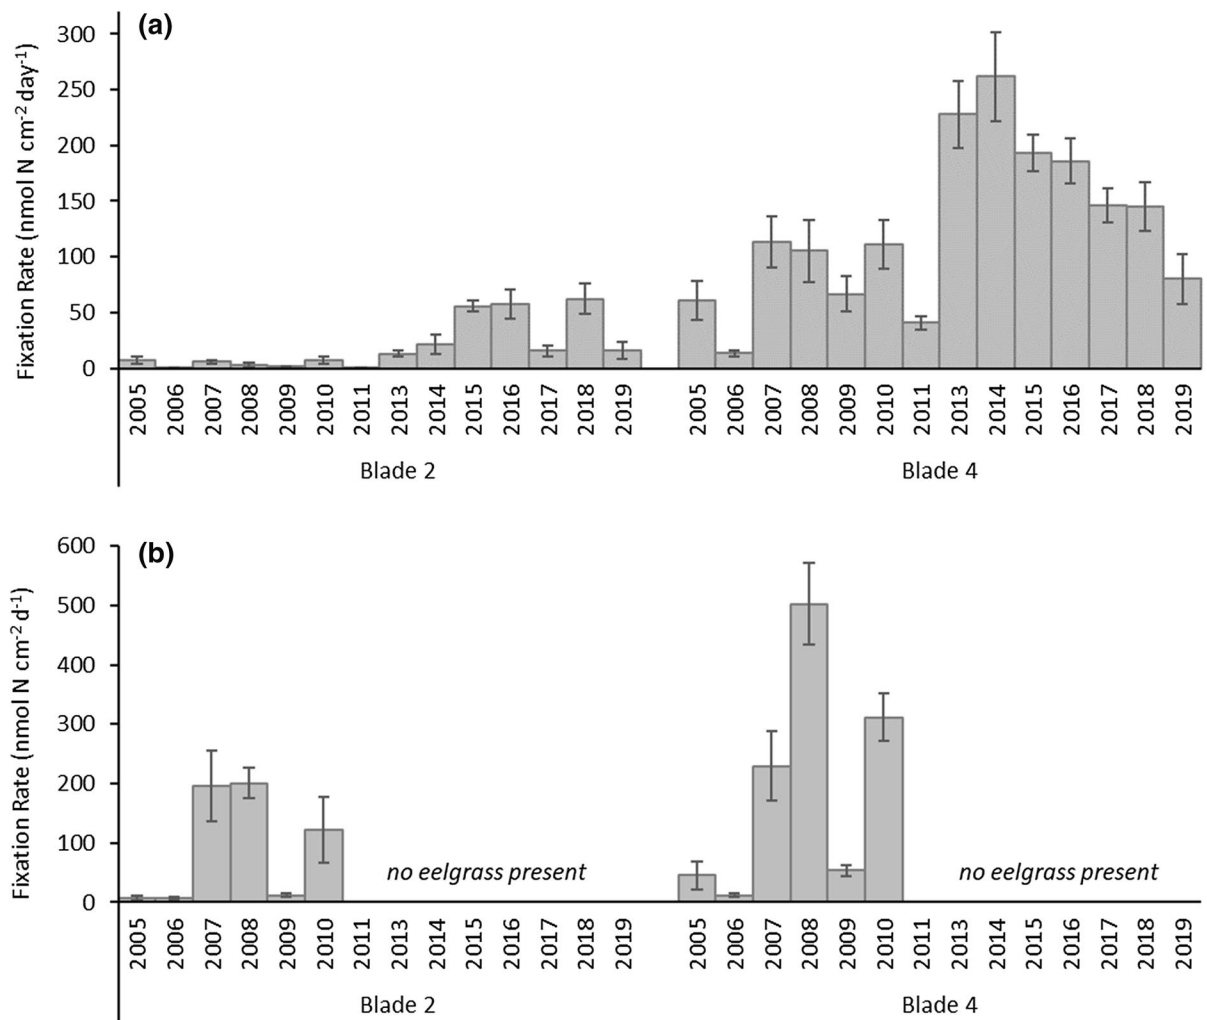 (a)
Fixation Rate (nmol N cm-2 day-1)
300
250
200
150
100
50
0
2005 2006 2007 2008 2009 2010 2011 2013 2014 2015 2016 2017 2018 2019 2005 2006 2007 2008 2009 2010 2011 2013 2014 2015 2016 2017 2018 2019
Blade 2 Blade 4
(b)
Fixation Rate (nmol N cm-2 d-1)
600
500
400
300
200
100
0
no eelgrass present no eelgrass present
2005 2006 2007 2008 2009 2010 2011 2013 2014 2015 2016 2017 2018 2019 2005 2006 2007 2008 2009 2010 2011 2013 2014 2015 2016 2017 2018 2019
Blade 2 Blade 4